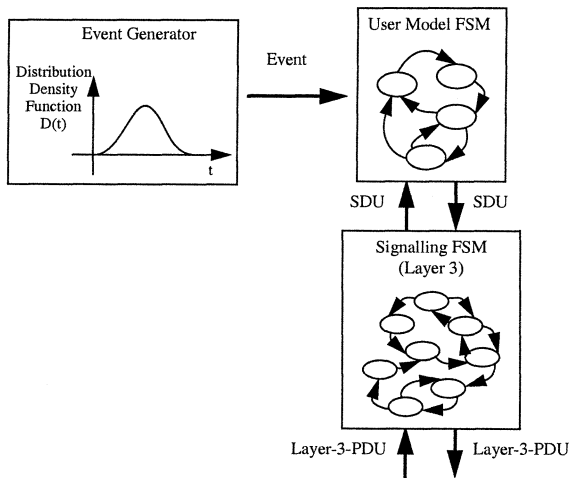 Event Generator
Distribution
Density
Function
D(t)
t
Event
User Model FSM
SDU
SDU
Signalling FSM
(Layer 3)
Layer-3-PDU
Layer-3-PDU